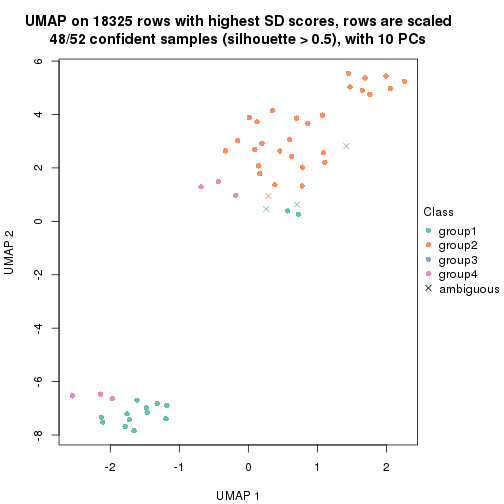 UMAP on 18325 rows with highest SD scores, rows are scaled
48/52 confident samples (silhouette > 0.5), with 10 PCs
6
4
2
0
-2
-4
-6
-8
UMAP 2
-2
-1
0
1
2
UMAP 1
Class
group1
group2
group3
group4
ambiguous